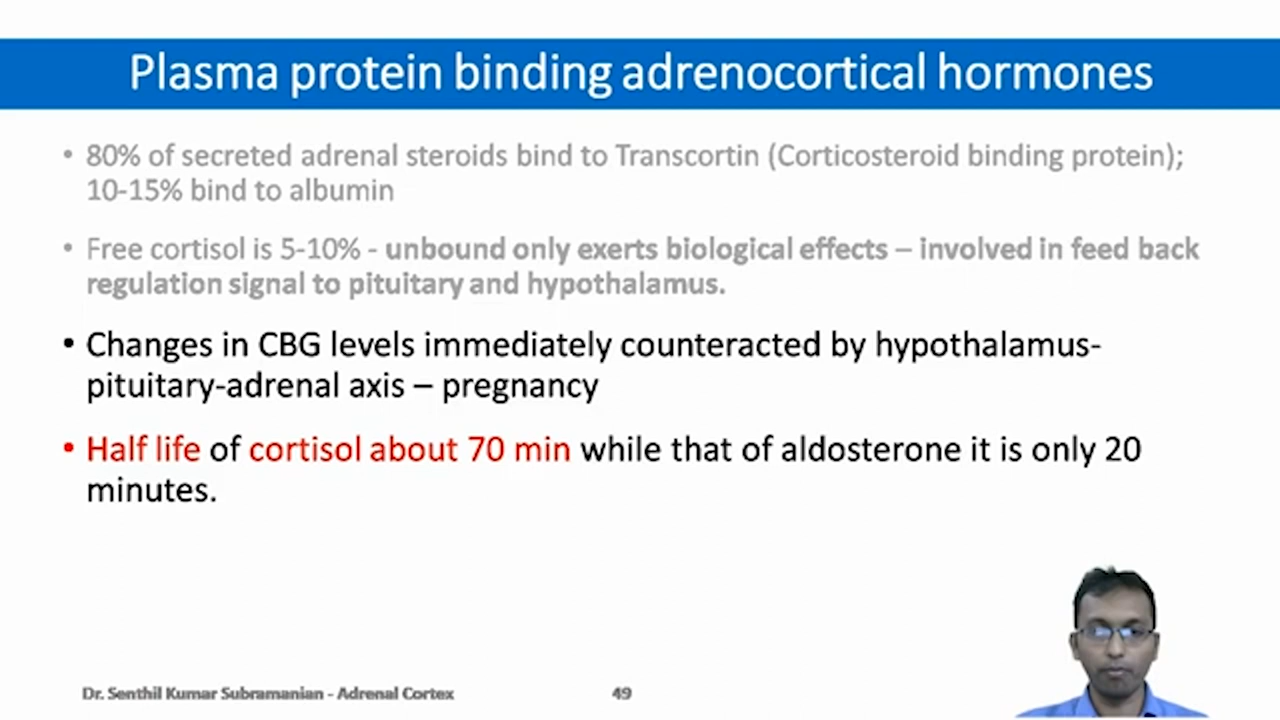 Plasma protein binding adrenocortical hormones
• 80% of secreted adrenal steroids bind to Transcortin (Corticosteroid binding protein);
10-15% bind to albumin
• Free cortisol is 5-10% - unbound only exerts biological effects – involved in feed back
regulation signal to pituitary and hypothalamus.
• Changes in CBG levels immediately counteracted by hypothalamus-
pituitary-adrenal axis – pregnancy
• Half life of cortisol about 70 min while that of aldosterone it is only 20
minutes.
Dr. Senthil Kumar Subramanian - Adrenal Cortex
49